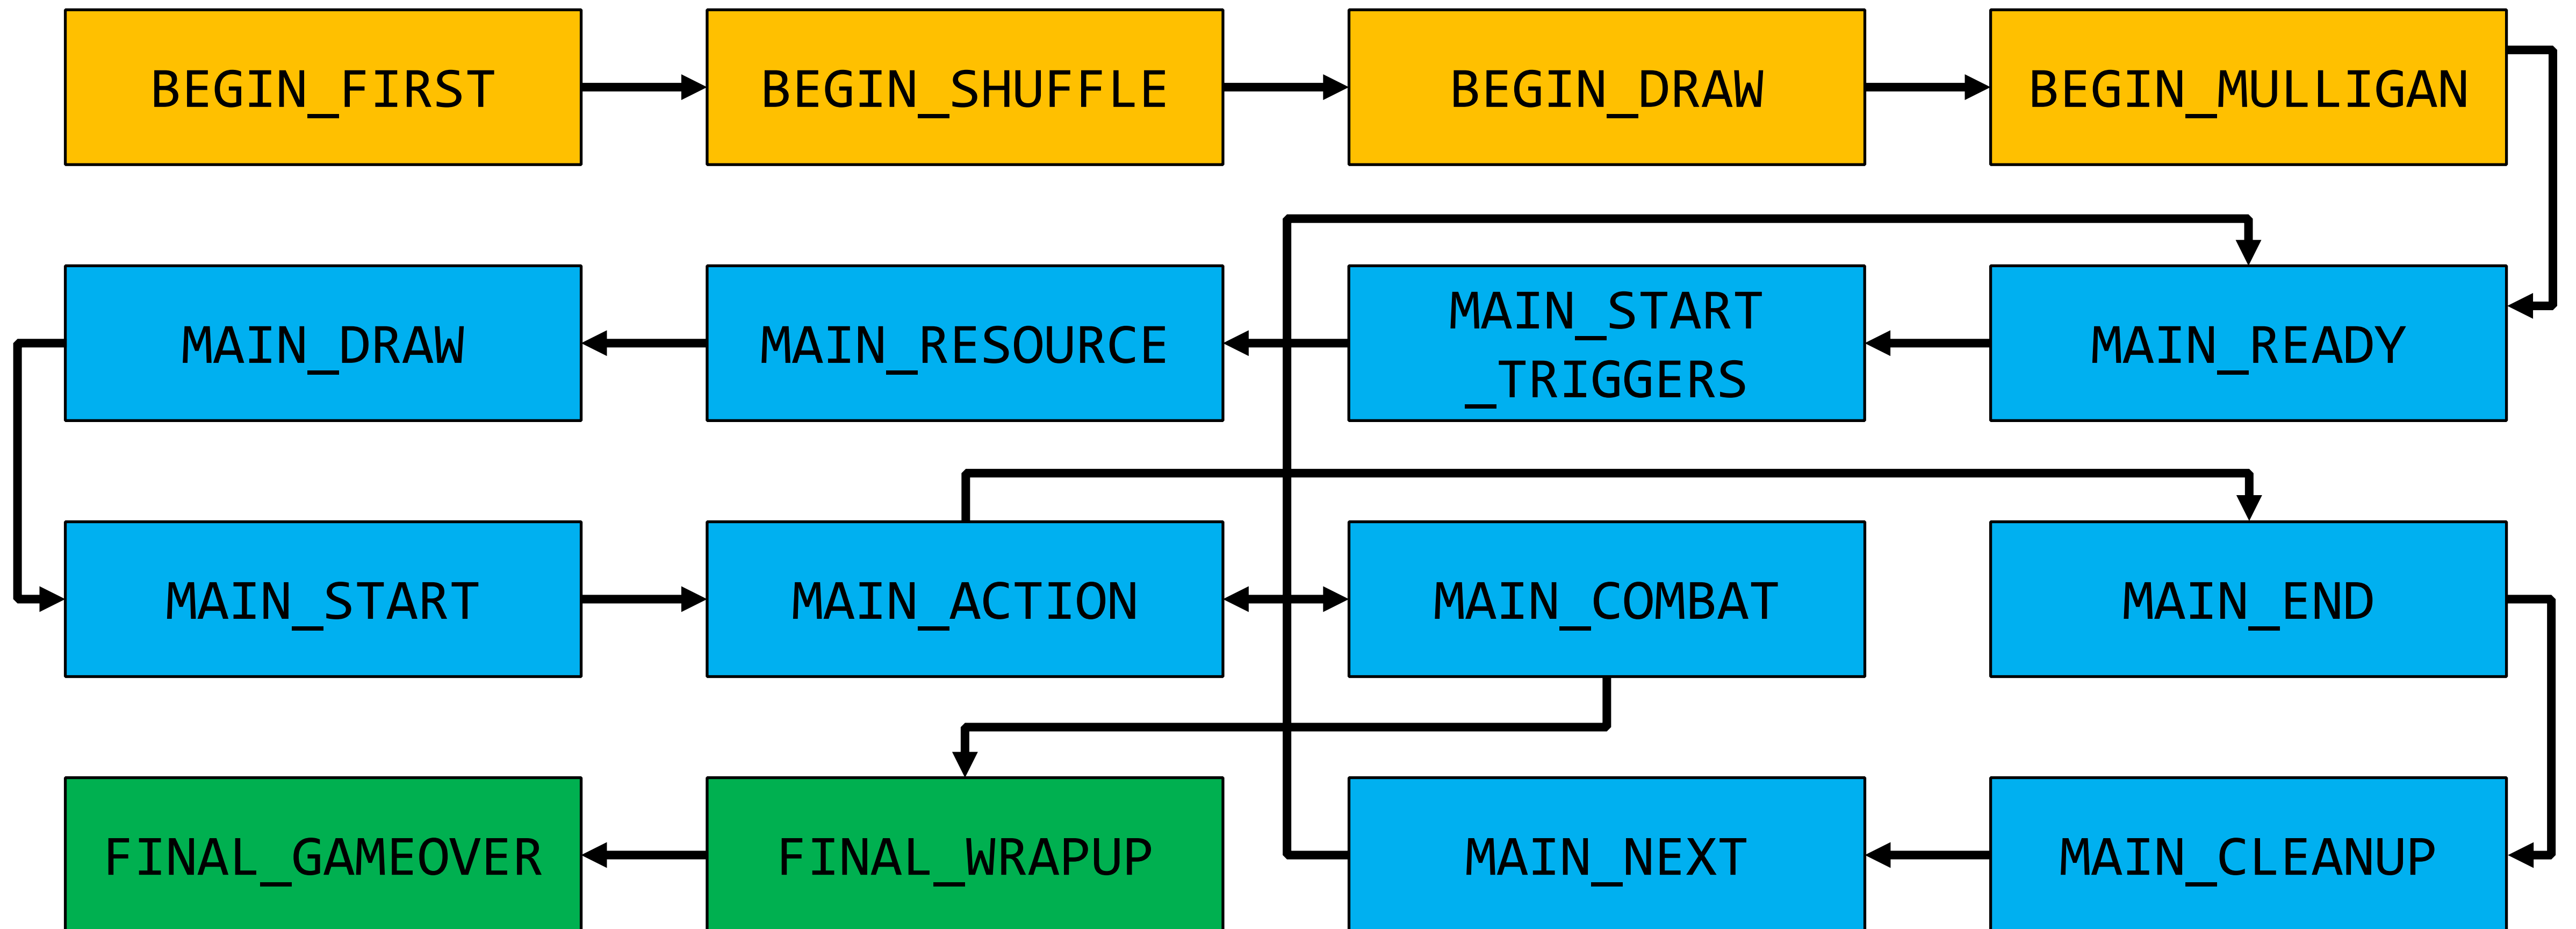 BEGIN_FIRST
BEGIN_SHUFFLE
BEGIN_DRAW
BEGIN_MULLIGAN
MAIN_DRAW
MAIN_RESOURCE
MAIN_START
_TRIGGERS
MAIN_READY
MAIN_START
MAIN_ACTION
MAIN_COMBAT
MAIN_END
FINAL_GAMEOVER
FINAL_WRAPUP
MAIN_NEXT
MAIN_CLEANUP